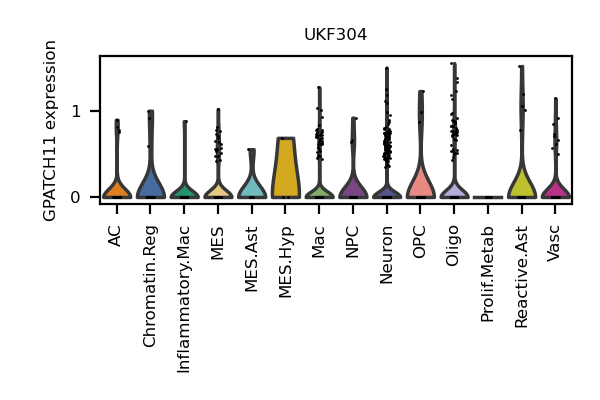 UKF304
GPATCH11 expression
1
0
AC
Chromatin.Reg
Inflammatory.Mac
MES
MES.Ast
MES.Hyp
Mac
NPC
Neuron
OPC
Oligo
Prolif.Metab
Reactive.Ast
Vasc